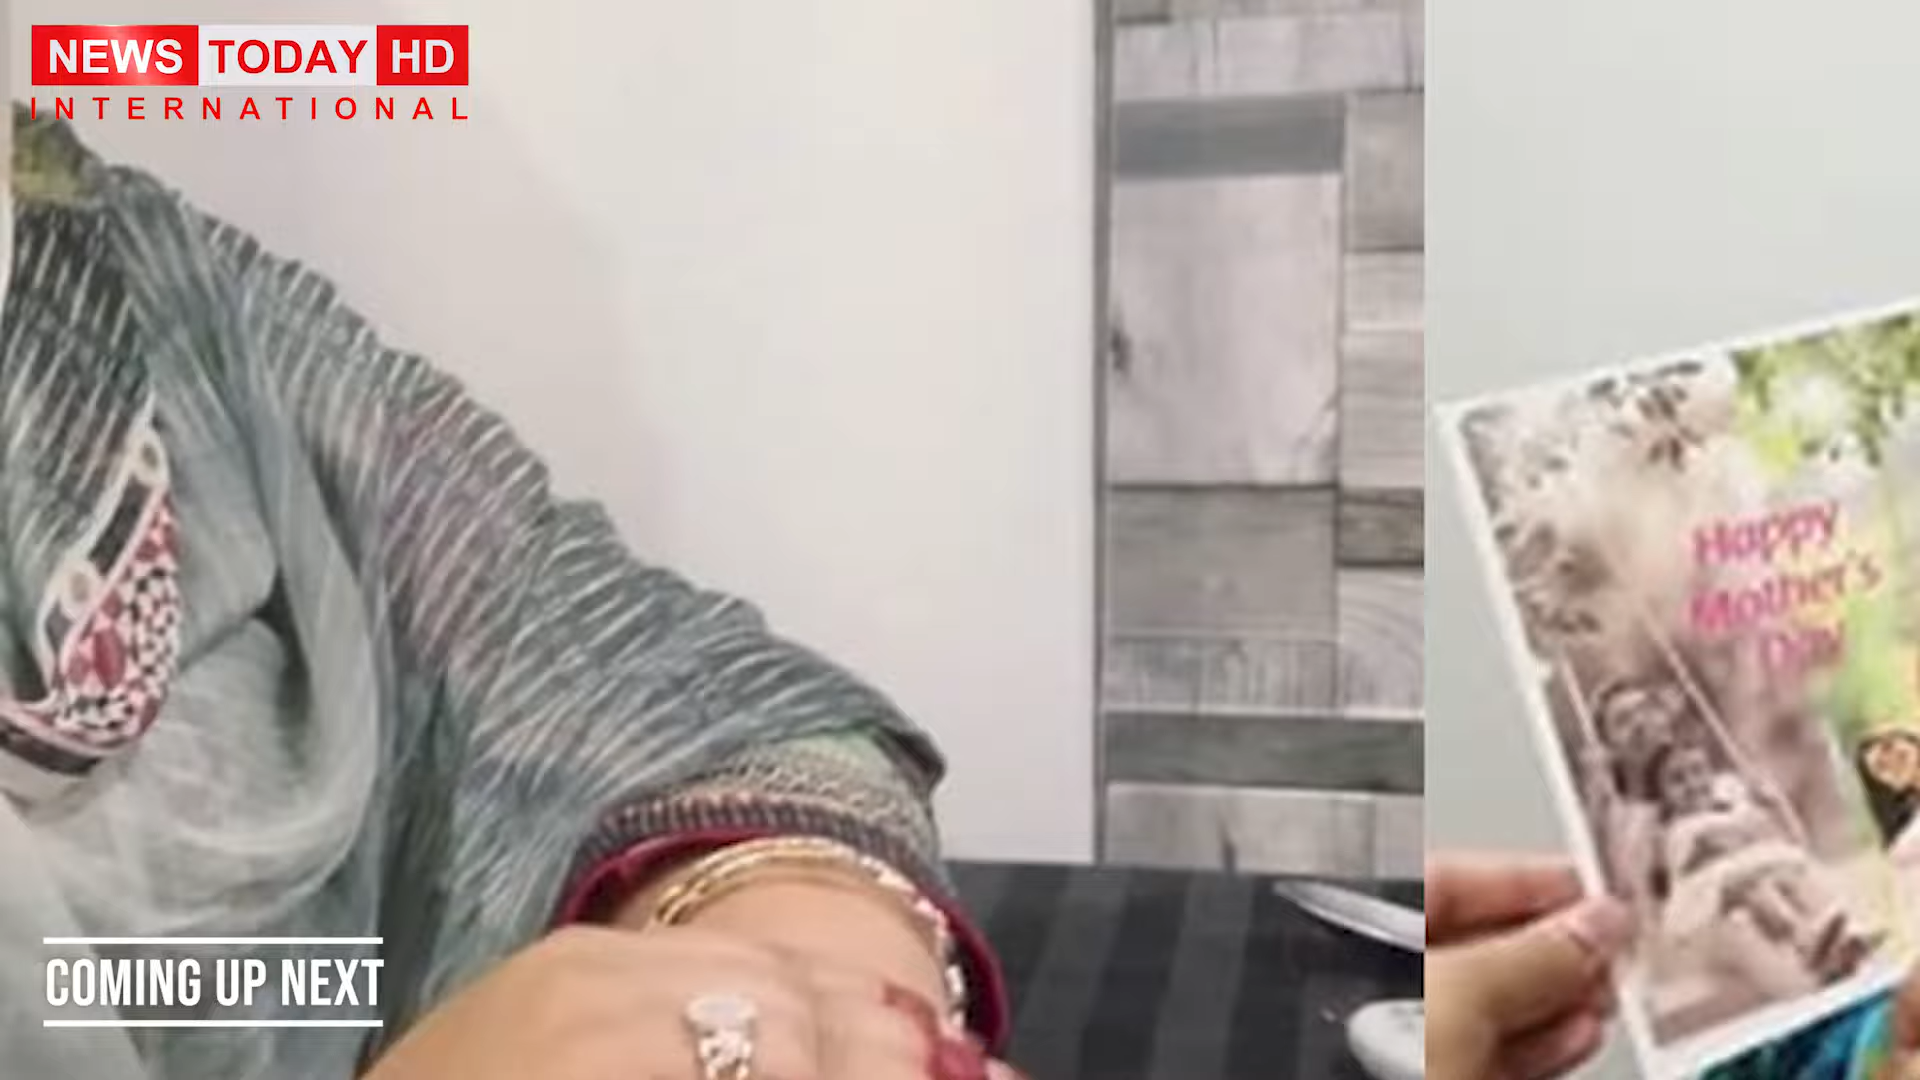 NEWS TODAY HD
INTERNATIONAL
Happy
Mother's
Day
COMING UP NEXT